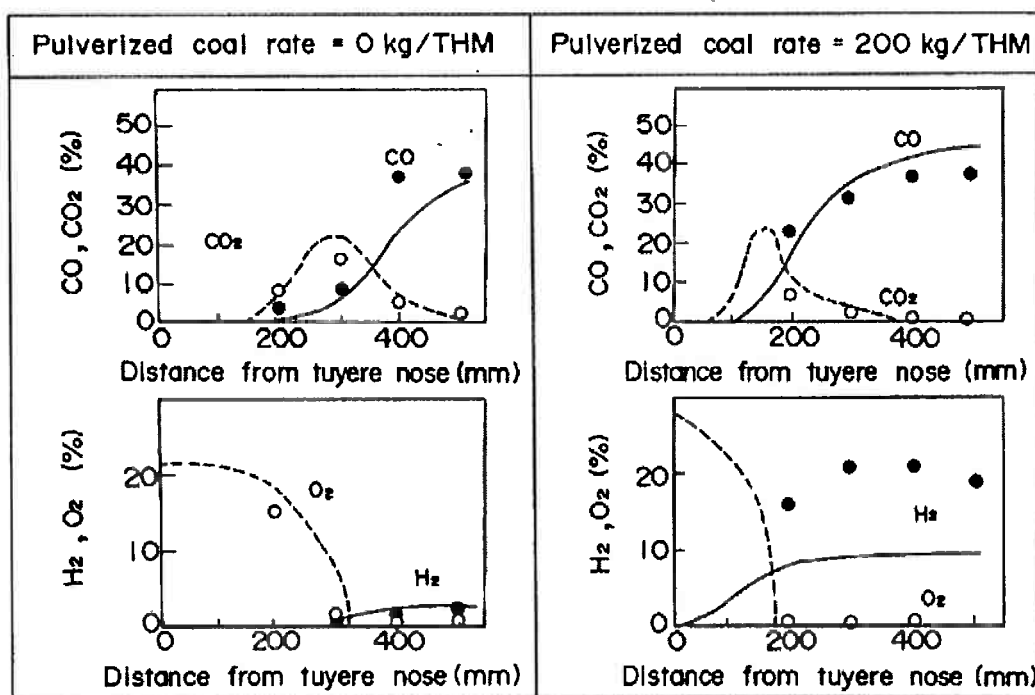 Pulverized coal rate = 0 kg/THM
Pulverized coal rate = 200 kg/THM
CO, CO2 (%)
50
40
30
20
10
0
CO
CO2
200
400
Distance from tuyere nose (mm)
CO, CO2 (%)
50
40
30
20
10
0
CO
CO2
0
200
400
Distance from tuyere nose (mm)
H2, O2 (%)
20
10
0
O2
H2
200
400
Distance from tuyere nose (mm)
H2, O2 (%)
20
10
0
H2
O2
0
200
400
Distance from tuyere nose (mm)